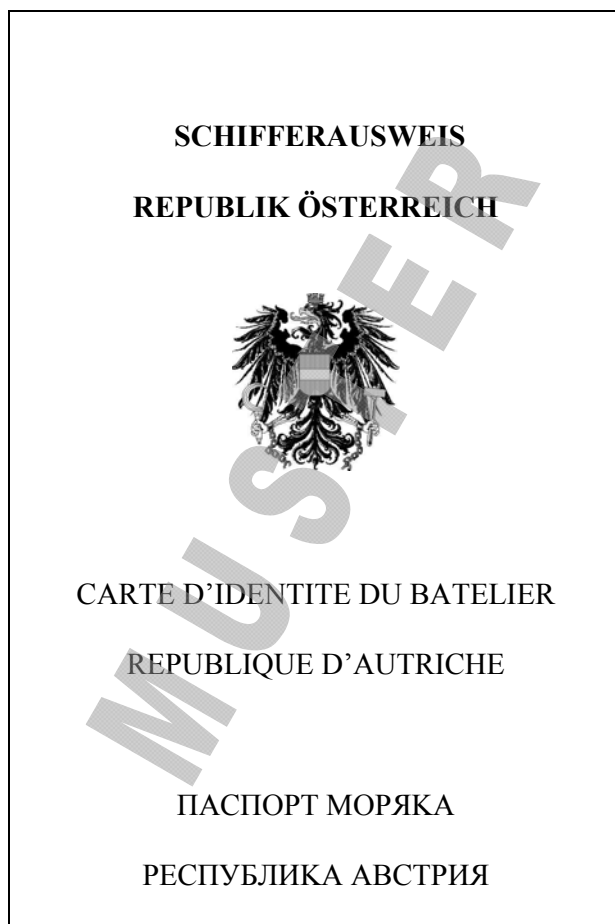 SCHIFFERAUSWEIS
REPUBLIK ÖSTERREICH
MUSTER
CARTE D’IDENTITE DU BATELIER
REPUBLIQUE D’AUTRICHE
ПАСПОРТ МОРЯКА
РЕСПУБЛИКА АВСТРИЯ